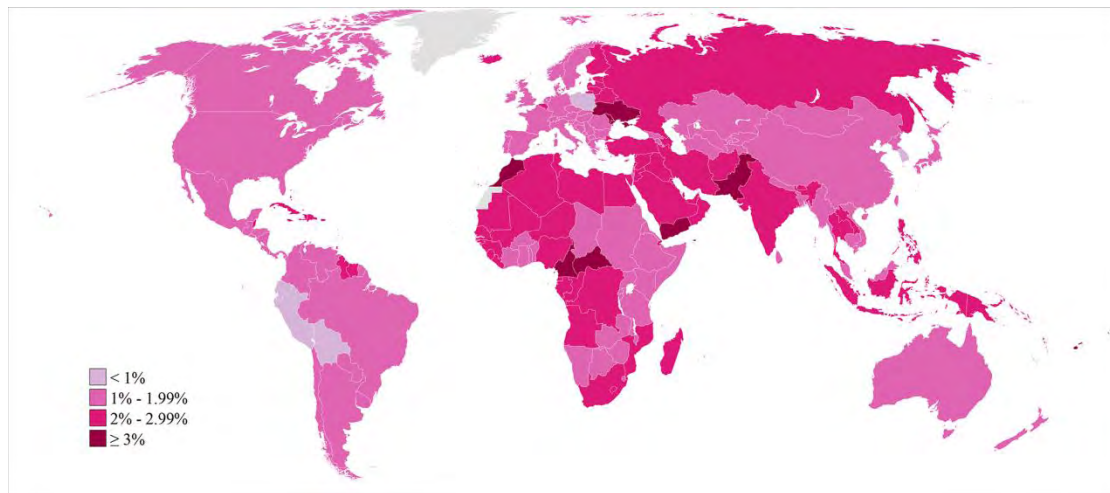 < 1%
1% - 1.99%
2% - 2.99%
≥ 3%